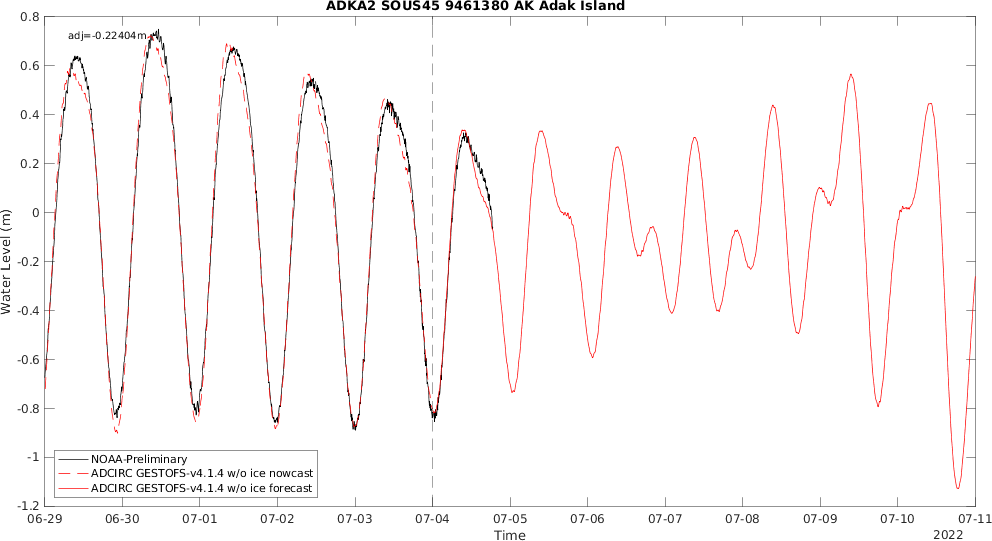 ADKA2 SOUS45 9461380 AK Adak Island
adj=-0.22404m
0.8
0.6
0.4
0.2
0
-0.2
-0.4
-0.6
-0.8
-1
-1.2
Water Level (m)
NOAA-Preliminary
ADCIRC GESTOFS-v4.1.4 w/o ice nowcast
ADCIRC GESTOFS-v4.1.4 w/o ice forecast
06-29 06-30 07-01 07-02 07-03 07-04 07-05 07-06 07-07 07-08 07-09 07-10 07-11
Time
2022